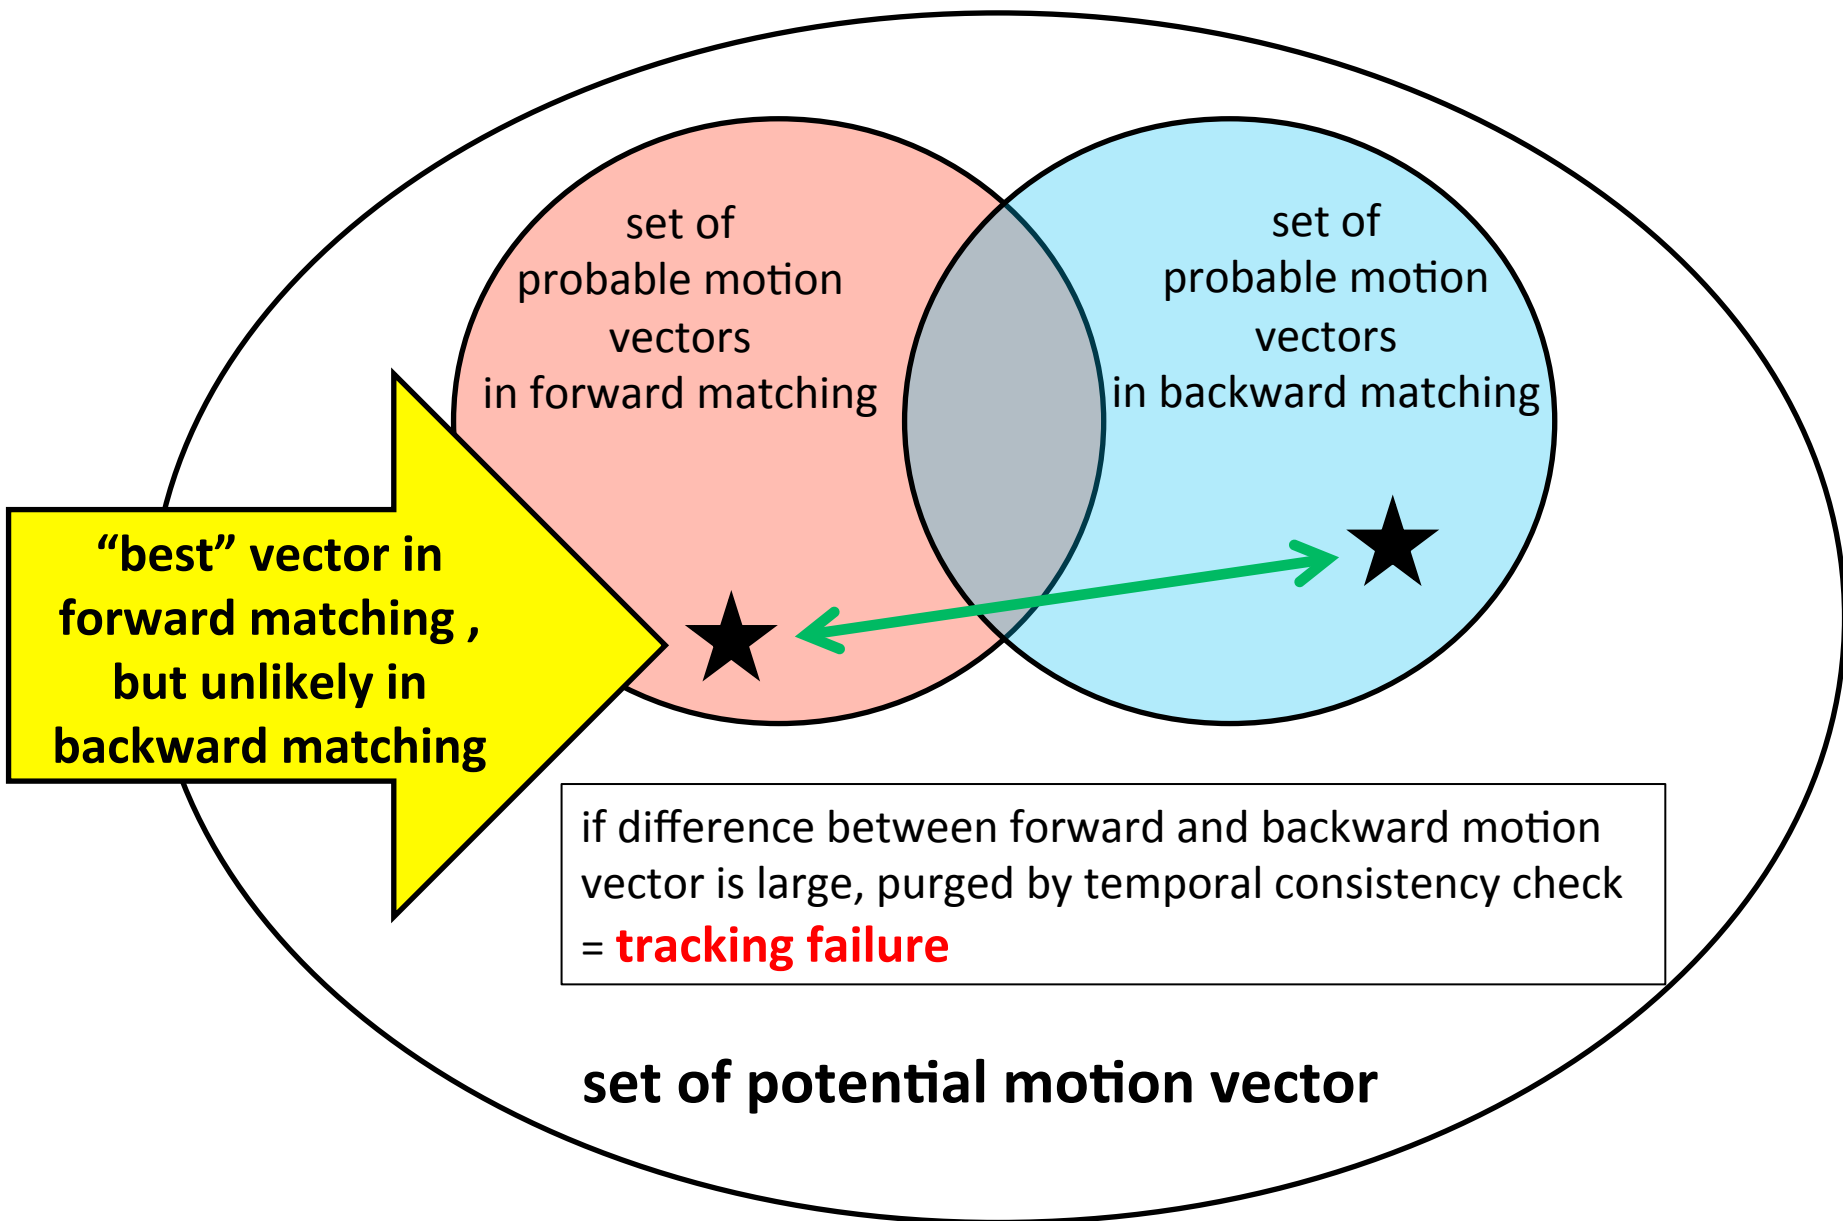 set of
probable motion
vectors
in forward matching
set of
probable motion
vectors
in backward matching
“best” vector in
forward matching ,
but unlikely in
backward matching
if difference between forward and backward motion
vector is large, purged by temporal consistency check
= tracking failure
set of potential motion vector